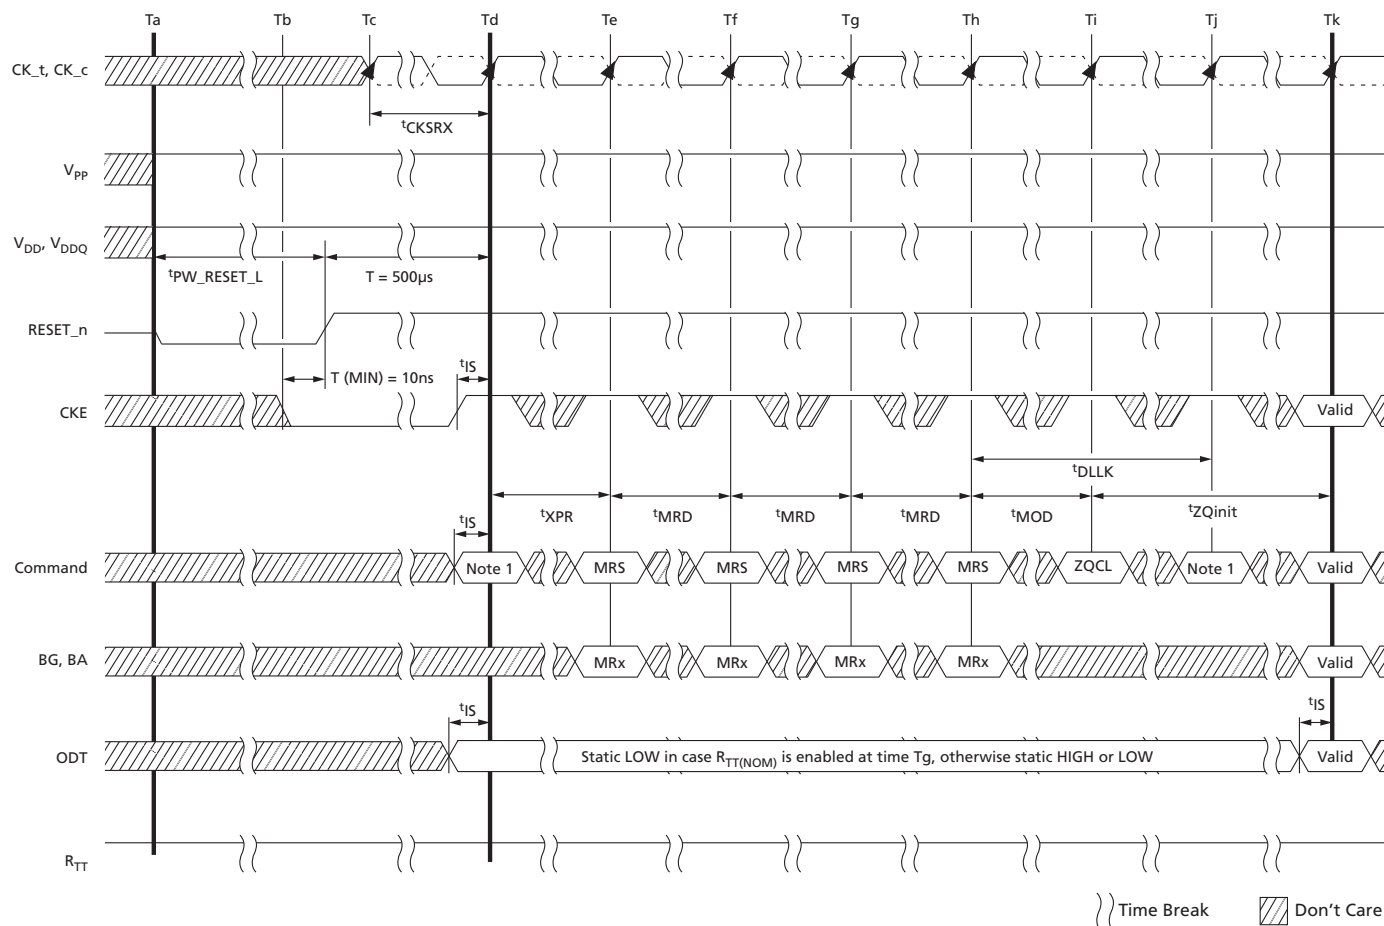 Ta Tb Tc Td Te Tf Tg Th Ti Tj Tk
CK_t, CK_c
tCKSRX
VPP
VDD, VDDQ
tPW_RESET_L T = 500µs
RESET_n
T (MIN) = 10ns tIS
CKE Valid
tDLLK
tXPR tMRD tMRD tMRD tMOD tZQinit
tIS
Command Note 1 MRS MRS MRS MRS ZQCL Note 1 Valid
BG, BA MRx MRx MRx MRx Valid
tIS tIS
ODT Static LOW in case RTT(NOM) is enabled at time Tg, otherwise static HIGH or LOW Valid
RTT
Time Break Don't Care